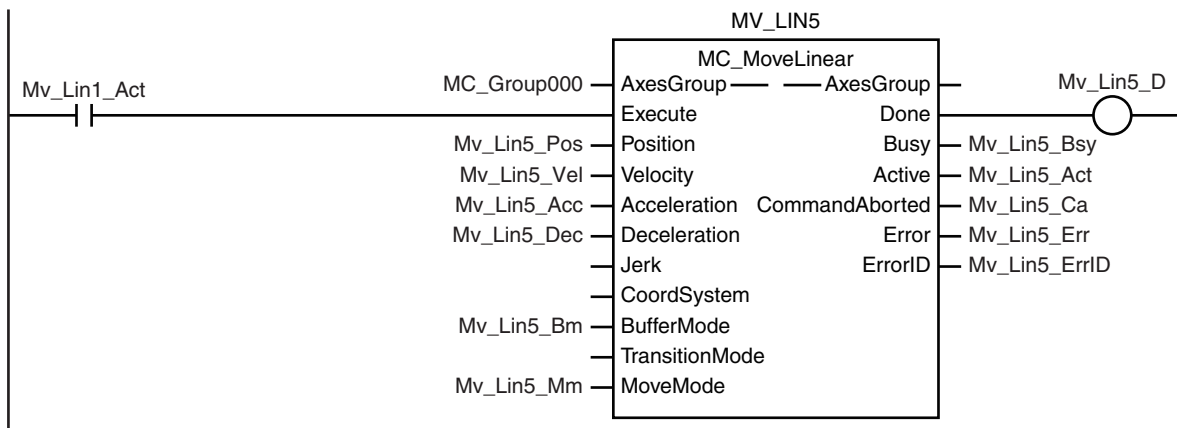 MV_LIN5
MC_MoveLinear
Mv_Lin1_Act
MC_Group000 AxesGroup AxesGroup Mv_Lin5_D
Execute Done
Mv_Lin5_Pos Position Busy Mv_Lin5_Bsy
Mv_Lin5_Vel Velocity Active Mv_Lin5_Act
Mv_Lin5_Acc Acceleration CommandAborted Mv_Lin5_Ca
Mv_Lin5_Dec Deceleration Error Mv_Lin5_Err
Jerk ErrorID Mv_Lin5_ErrID
CoordSystem
Mv_Lin5_Bm BufferMode
TransitionMode
Mv_Lin5_Mm MoveMode